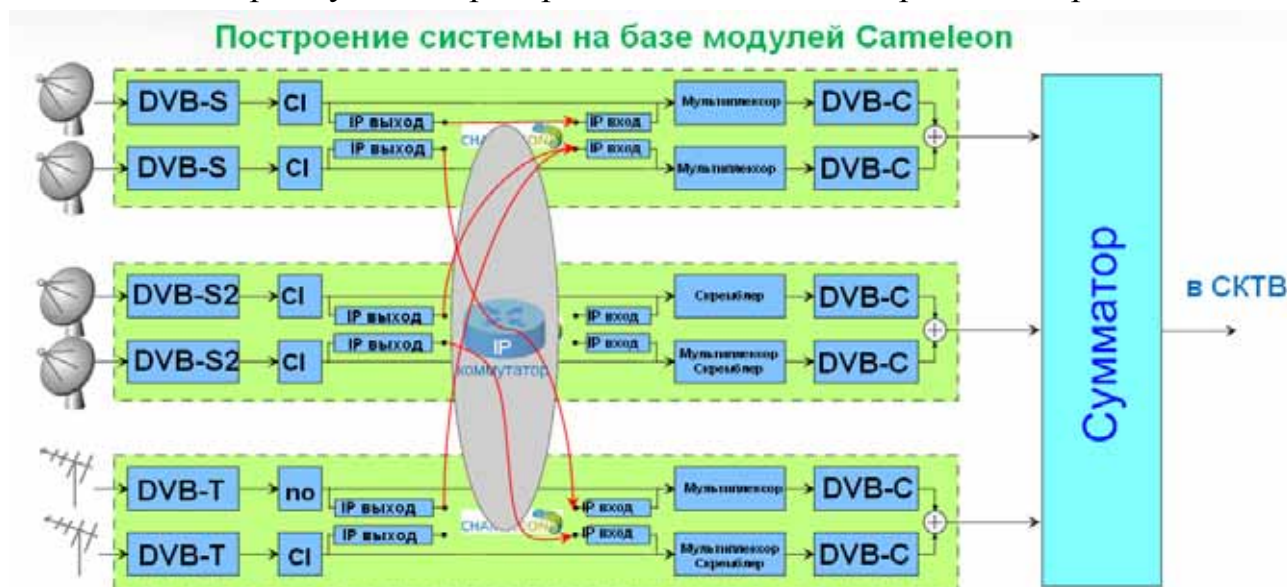 Построение системы на базе модулей Cameleon
DVB-S
CI
IP выход
IP вход
Мультиплексор
DVB-C
DVB-S
CI
IP выход
IP вход
Мультиплексор
DVB-C
DVB-S2
CI
IP выход
IP вход
Скремблер
DVB-C
DVB-S2
CI
IP выход
IP вход
Мультиплексор
Скремблер
DVB-C
IP
коммутатор
DVB-T
no
IP выход
IP вход
Мультиплексор
DVB-C
DVB-T
CI
IP выход
IP вход
Мультиплексор
Скремблер
DVB-C
Сумматор
в СКТВ